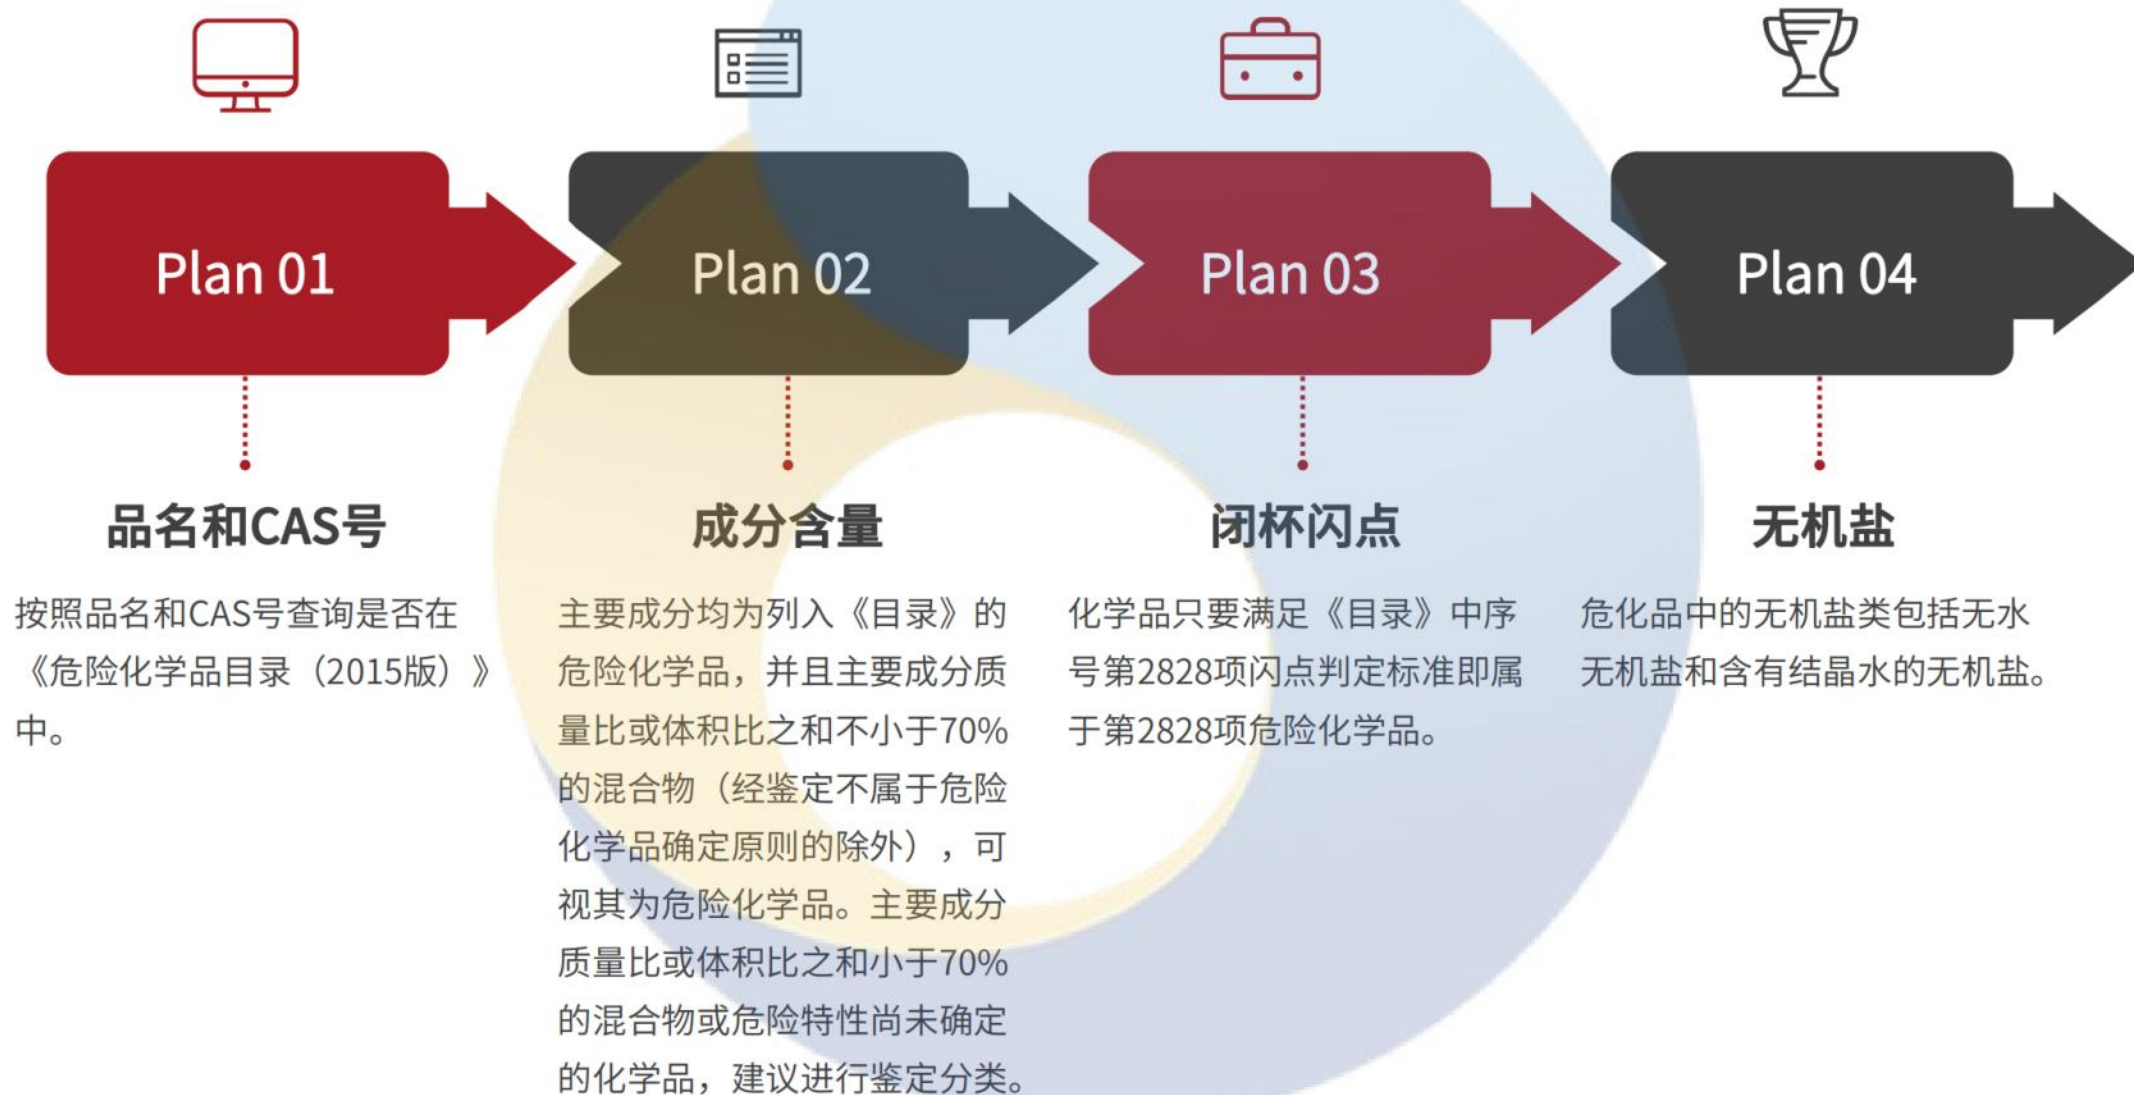 Plan 01
Plan 02
Plan 03
Plan 04
品名和CAS号
按照品名和CAS号查询是否在
《危险化学品目录（2015版）》
中。
成分含量
主要成分均为列入《目录》的
危险化学品，并且主要成分质
量比或体积比之和不小于70%
的混合物（经鉴定不属于危险
化学品确定原则的除外），可
视其为危险化学品。主要成分
质量比或体积比之和小于70%
的混合物或危险特性尚未确定
的化学品，建议进行鉴定分类。
闭杯闪点
化学品只要满足《目录》中序
号第2828项闪点判定标准即属
于第2828项危险化学品。
无机盐
危化品中的无机盐类包括无水
无机盐和含有结晶水的无机盐。